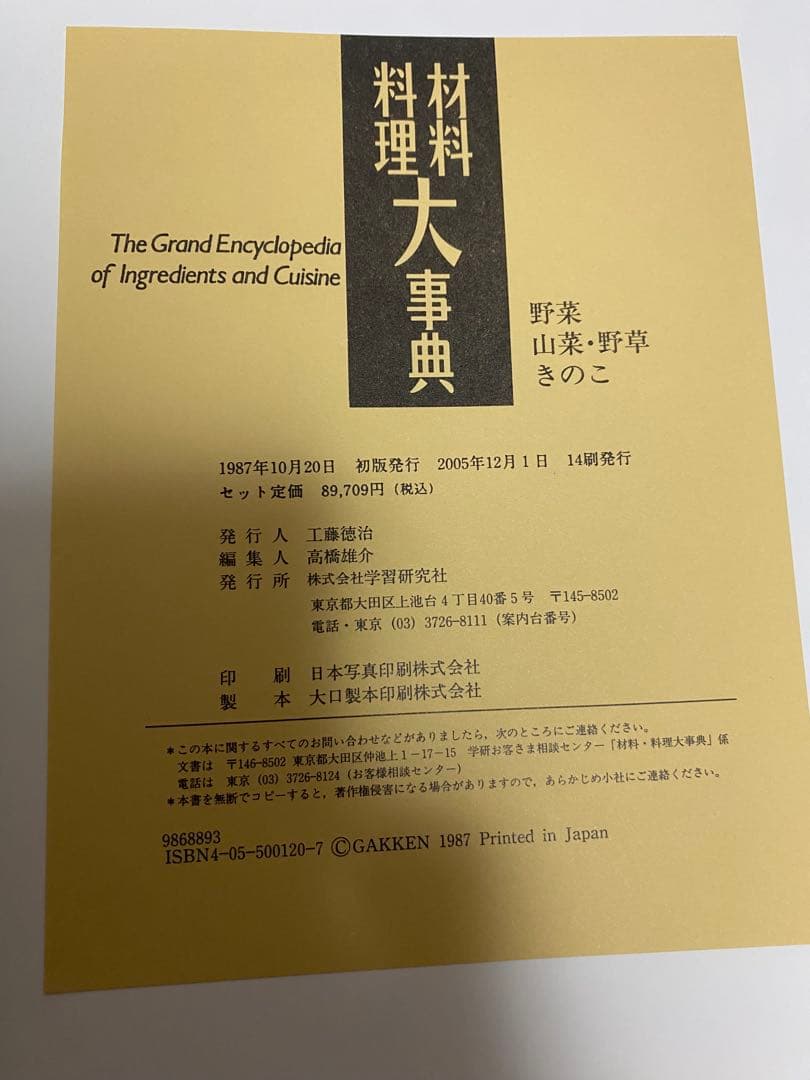 材料
料理
大事典
The Grand Encyclopedia
of Ingredients and Cuisine
野菜
山菜・野草
きのこ
1987年10月20日 初版発行 2005年12月1日 14刷発行
セット定価 89,709円(税込)
発行人 工藤徳治
編集人 高橋雄介
発行所 株式会社学習研究社
東京都大田区上池台4丁目40番5号 〒145-8502
電話・東京 (03) 3726-8111 (案内台番号)
印刷 日本写真印刷株式会社
製本 大口製本印刷株式会社
*この本に関するすべてのお問い合わせなどがありましたら,次のところにご連絡ください。
文書は 〒146-8502 東京都大田区仲池上1-17-15 学研お客さま相談センター「材料・料理大事典」係
電話は 東京 (03) 3726-8124 (お客様相談センター)
*本書を無断でコピーすると,著作権侵害になる場合がありますので,あらかじめ小社にご連絡ください。
9868893
ISBN4-05-500120-7 ©GAKKEN 1987 Printed in Japan